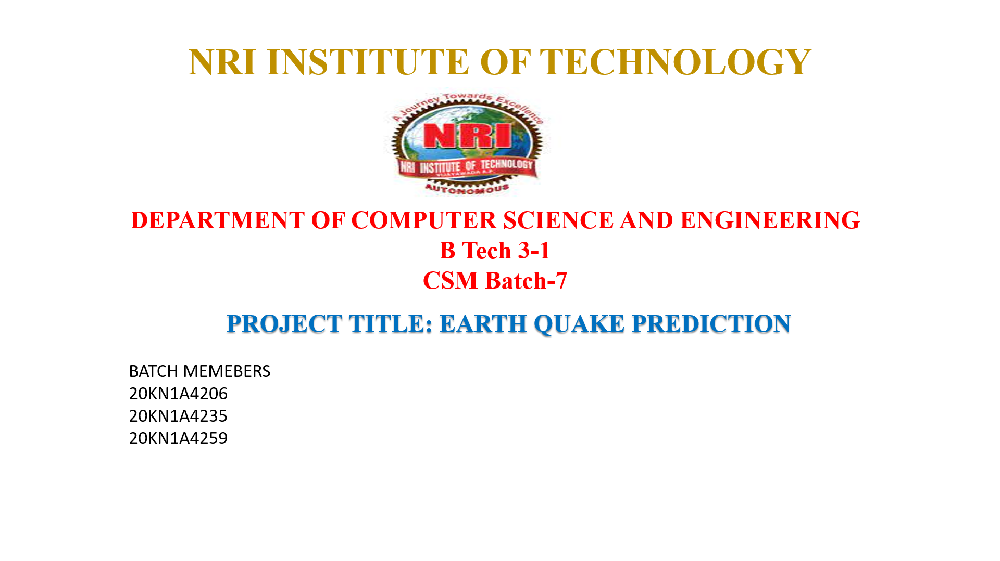 NRI INSTITUTE OF TECHNOLOGY
A Journey Towards Excellence
NRI
NRI INSTITUTE OF TECHNOLOGY
VIJAYAWADA A.P.
AUTONOMOUS
DEPARTMENT OF COMPUTER SCIENCE AND ENGINEERING
B Tech 3-1
CSM Batch-7
PROJECT TITLE: EARTH QUAKE PREDICTION
BATCH MEMEBERS
20KN1A4206
20KN1A4235
20KN1A4259